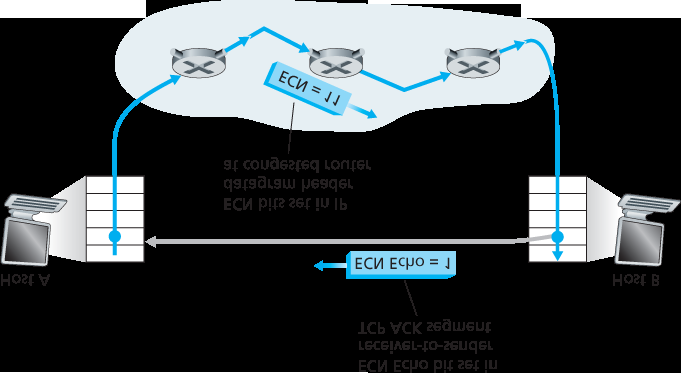 ECN = 11
ECN bits set in IP
datagram header
at congested router
Host A
Host B
ECN Echo = 1
ECN Echo bit set in
receiver-to-sender
TCP ACK segment